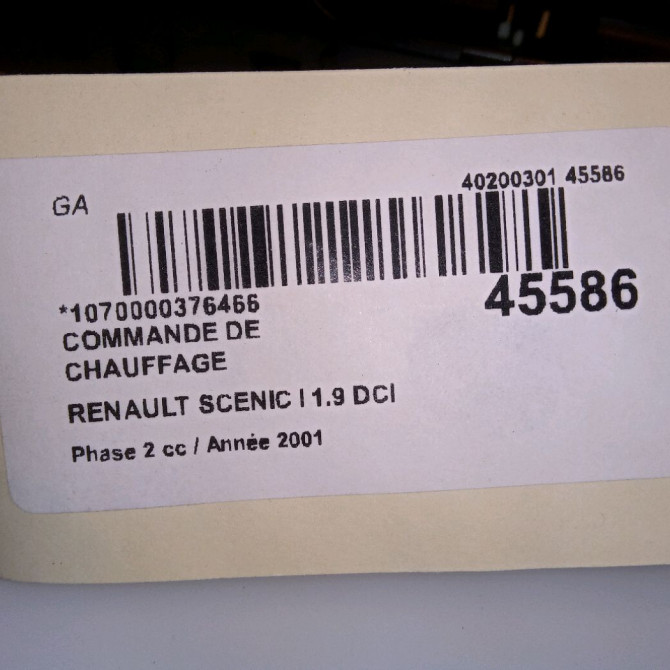 GA
40200301 45586
*1070000376466
45586
COMMANDE DE
CHAUFFAGE
RENAULT SCENIC I 1.9 DCI
Phase 2 cc / Année 2001